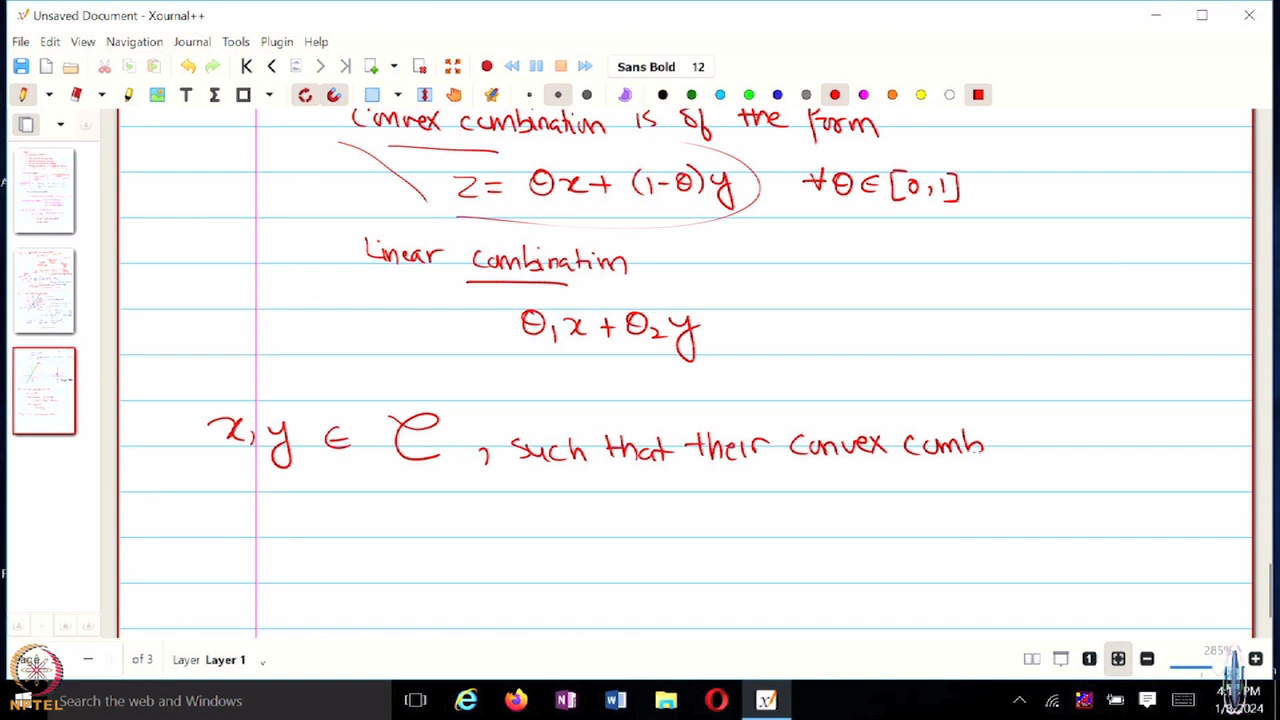 Unsaved Document - Xournal++
File Edit View Navigation Journal Tools Plugin Help
Sans Bold 12
Convex combination is of the form
z = θx + (1-θ)y ∀θ∈[0,1]
Linear combination
θ₁x + θ₂y
x, y ∈ C, such that their convex comb
of 3 Layer Layer 1
285%
NPTEL
Search the web and Windows